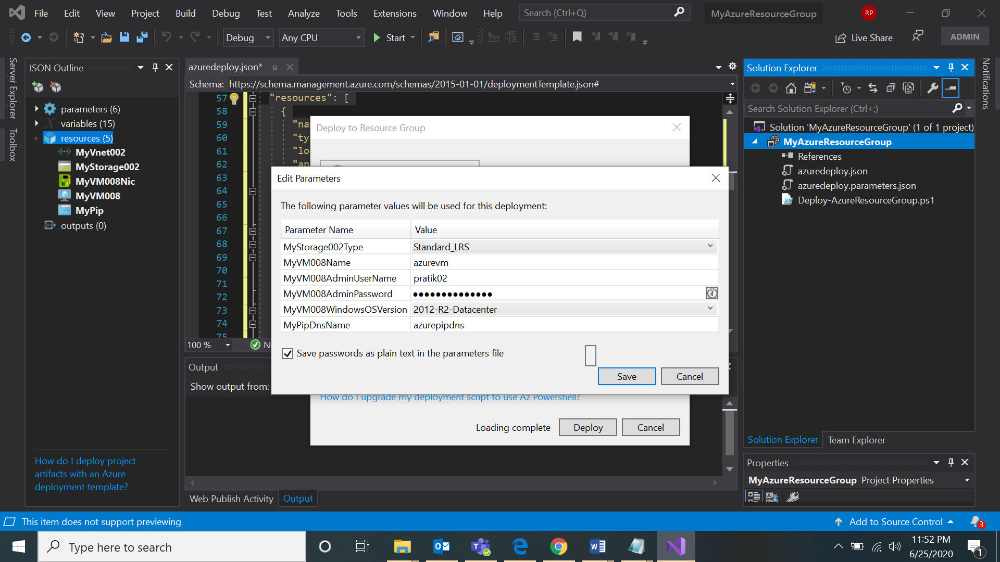 File Edit View Project Build Debug Test Analyze Tools Extensions Window Help Search (Ctrl+Q) MyAzureResourceGroup RP
Debug Any CPU Start Live Share ADMIN
Server Explorer
Toolbox
JSON Outline
parameters (6)
variables (15)
resources (5)
MyVnet002
MyStorage002
MyVM008Nic
MyVM008
MyPip
outputs (0)
How do I deploy project
artifacts with an Azure
deployment template?
azuredeploy.json*
Schema: https://schema.management.azure.com/schemas/2015-01-01/deploymentTemplate.json#
57 "resources": [
58 {
59 "na
60 "ty
61 "lo
62 "ap
63
64
65
66
67
68
69
70
71
72
73
74
75
100 %
Deploy to Resource Group
Edit Parameters
The following parameter values will be used for this deployment:
Parameter Name Value
MyStorage002Type Standard_LRS
MyVM008Name azurevm
MyVM008AdminUserName pratik02
MyVM008AdminPassword ●●●●●●●●●●●●●●
MyVM008WindowsOSVersion 2012-R2-Datacenter
MyPipDnsName azurepipdns
Save passwords as plain text in the parameters file
Save Cancel
How do I upgrade my deployment script to use Az Powershell?
Loading complete Deploy Cancel
Output
Show output from:
Web Publish Activity Output
Solution Explorer
Search Solution Explorer (Ctrl+;)
Solution 'MyAzureResourceGroup' (1 of 1 project)
MyAzureResourceGroup
References
azuredeploy.json
azuredeploy.parameters.json
Deploy-AzureResourceGroup.ps1
Solution Explorer Team Explorer
Properties
MyAzureResourceGroup Project Properties
Notifications
This item does not support previewing Add to Source Control 3
Type here to search
11:52 PM
6/25/2020
1